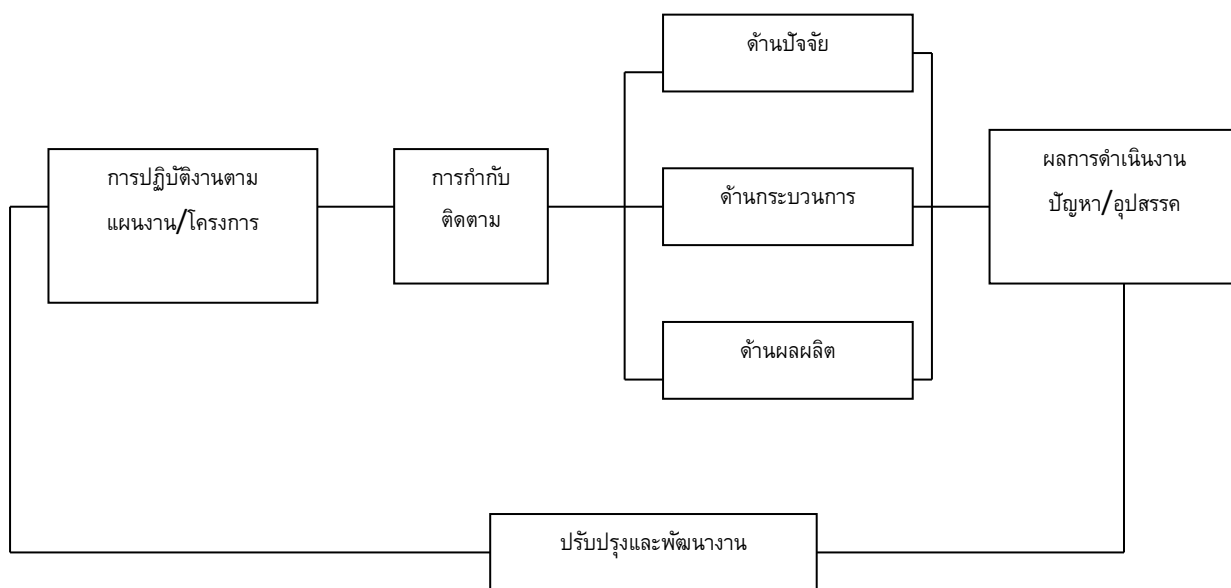 การปฏิบัติงานตาม
แผนงาน/โครงการ
การกำกับ
ติดตาม
ด้านปัจจัย
ด้านกระบวนการ
ด้านผลผลิต
ผลการดำเนินงาน
ปัญหา/อุปสรรค
ปรับปรุงและพัฒนางาน